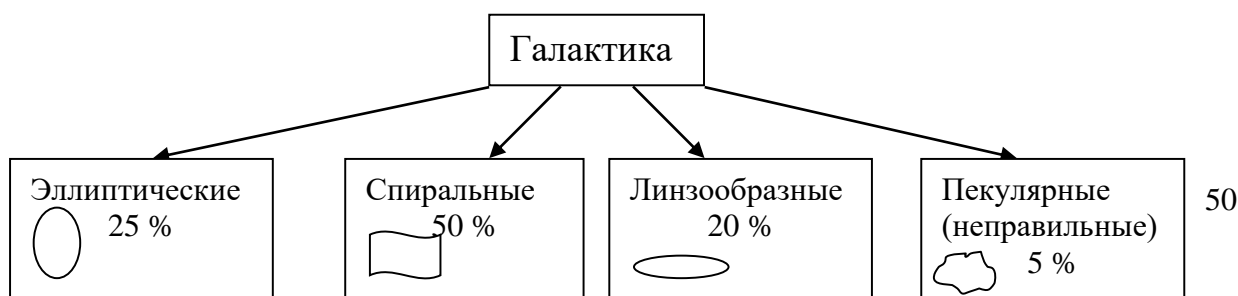 Галактика
Эллиптические
25 %
Спиральные
50 %
Линзообразные
20 %
Пекулярные
(неправильные)
5 %
50